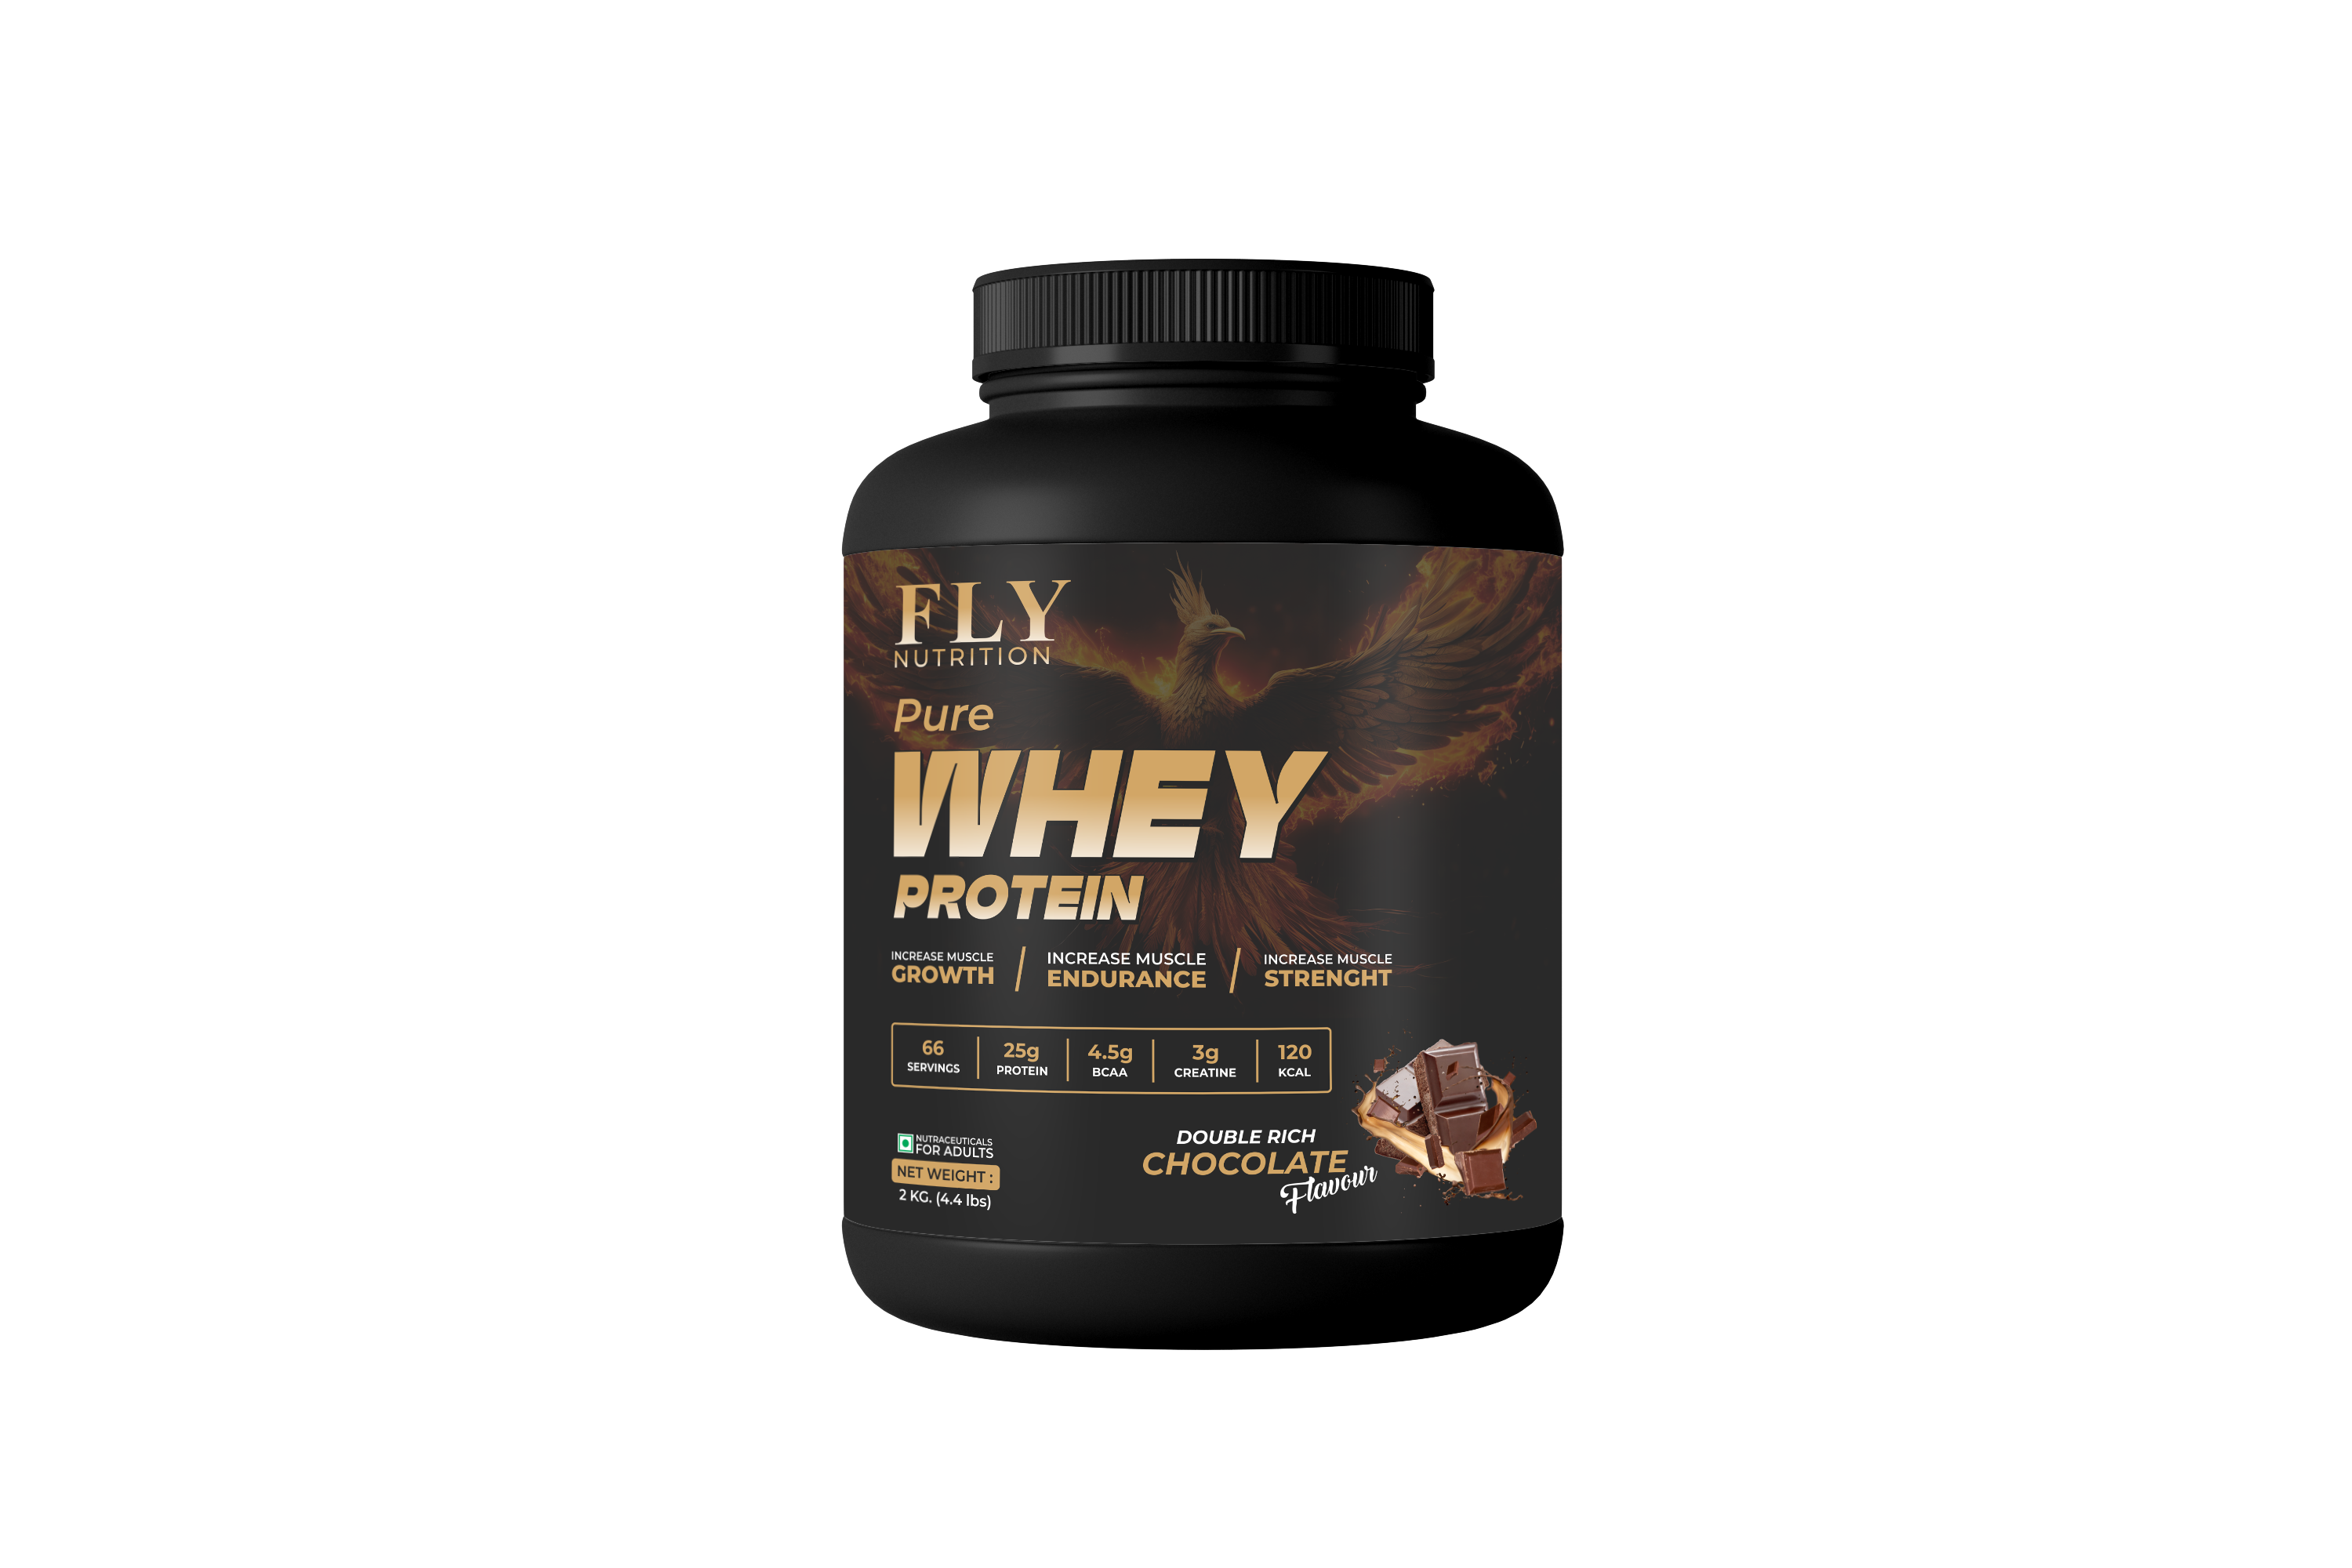 FLY
NUTRITION
Pure
WHEY
PROTEIN
INCREASE MUSCLE
GROWTH
INCREASE MUSCLE
ENDURANCE
INCREASE MUSCLE
STRENGHT
66
SERVINGS
25g
PROTEIN
4.5g
BCAA
3g
CREATINE
120
KCAL
NUTRACEUTICALS
FOR ADULTS
NET WEIGHT :
2 KG. (4.4 lbs)
DOUBLE RICH
CHOCOLATE
Flavour